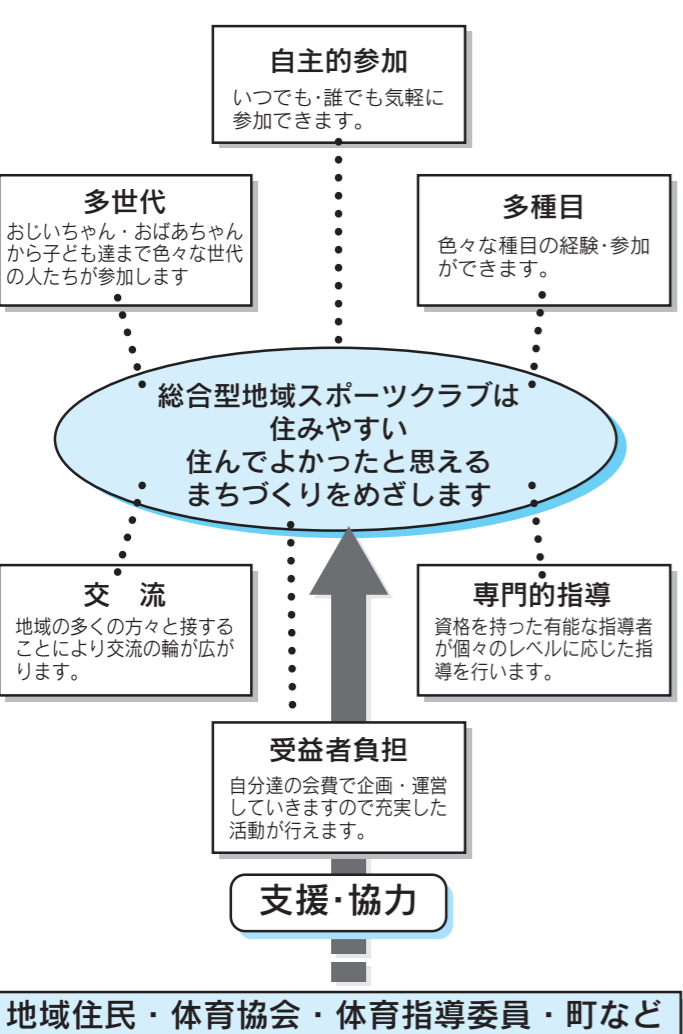 自主的参加
いつでも・誰でも気軽に
参加できます。
多世代
おじいちゃん・おばあちゃん
から子ども達まで色々な世代
の人たちが参加します
多種目
色々な種目の経験・参加
ができます。
総合型地域スポーツクラブは
住みやすい
住んでよかったと思える
まちづくりをめざします
交　流
地域の多くの方々と接する
ことにより交流の輪が広が
ります。
専門的指導
資格を持った有能な指導者
が個々のレベルに応じた指
導を行います。
受益者負担
自分達の会費で企画・運営
していきますので充実した
活動が行えます。
支援・協力
地域住民・体育協会・体育指導委員・町など